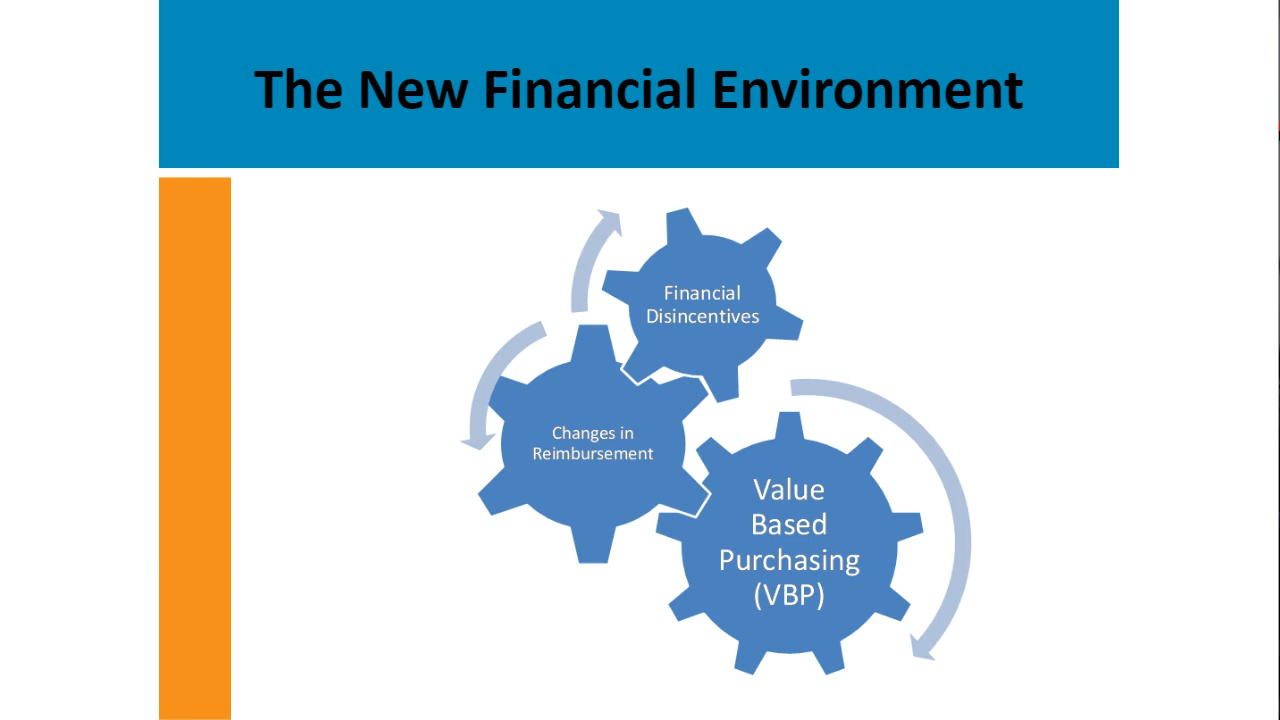 The New Financial Environment
Financial
Disincentives
Changes in
Reimbursement
Value
Based
Purchasing
(VBP)